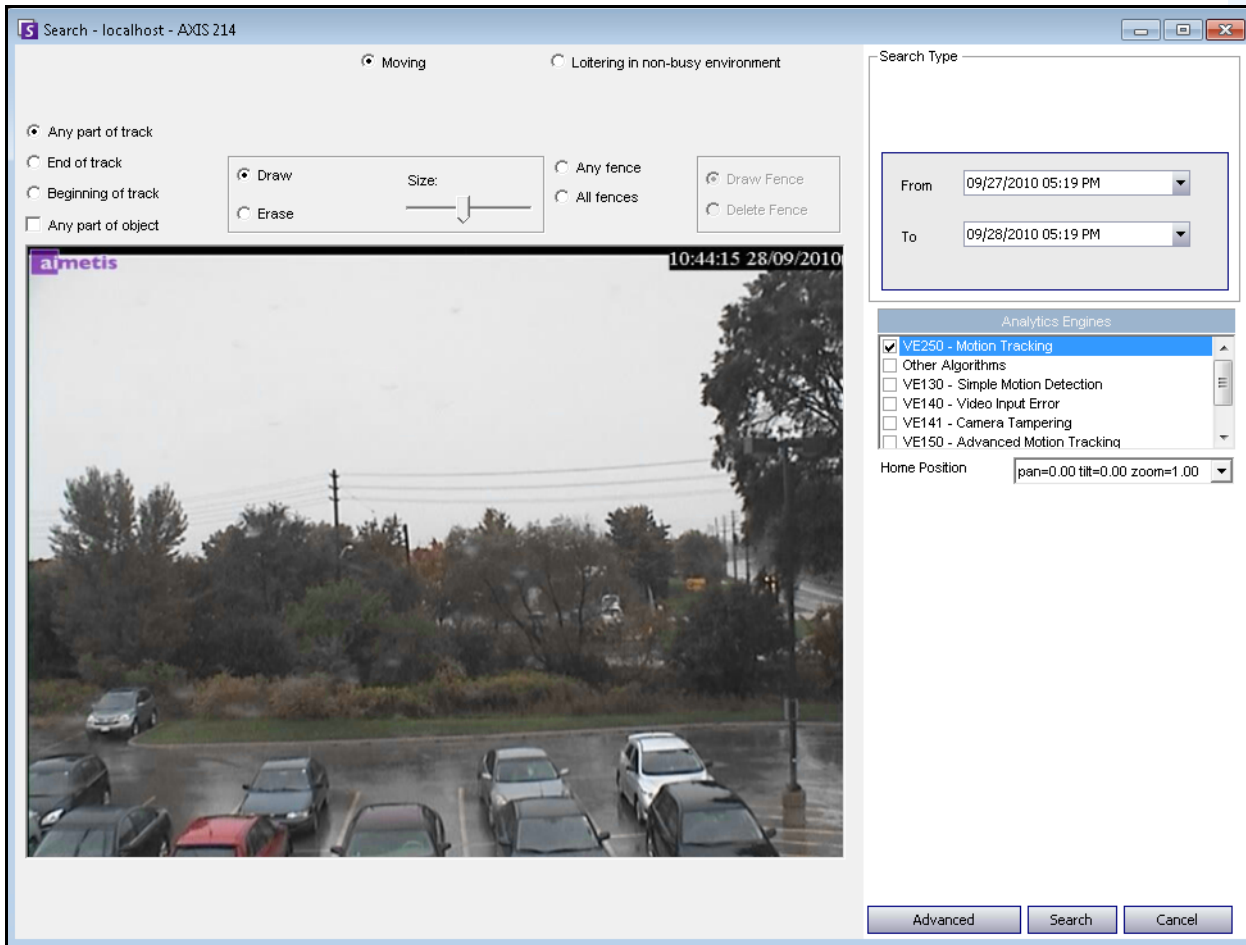 Search - localhost - AXIS 214
Moving
Loitering in non-busy environment
Any part of track
End of track
Beginning of track
Any part of object
Draw
Erase
Size:
Any fence
All fences
Draw Fence
Delete Fence
aimetis
10:44:15 28/09/2010
Search Type
From
09/27/2010 05:19 PM
To
09/28/2010 05:19 PM
Analytics Engines
VE250 - Motion Tracking
Other Algorithms
VE130 - Simple Motion Detection
VE140 - Video Input Error
VE141 - Camera Tampering
VE150 - Advanced Motion Tracking
Home Position
pan=0.00 tilt=0.00 zoom=1.00
Advanced
Search
Cancel